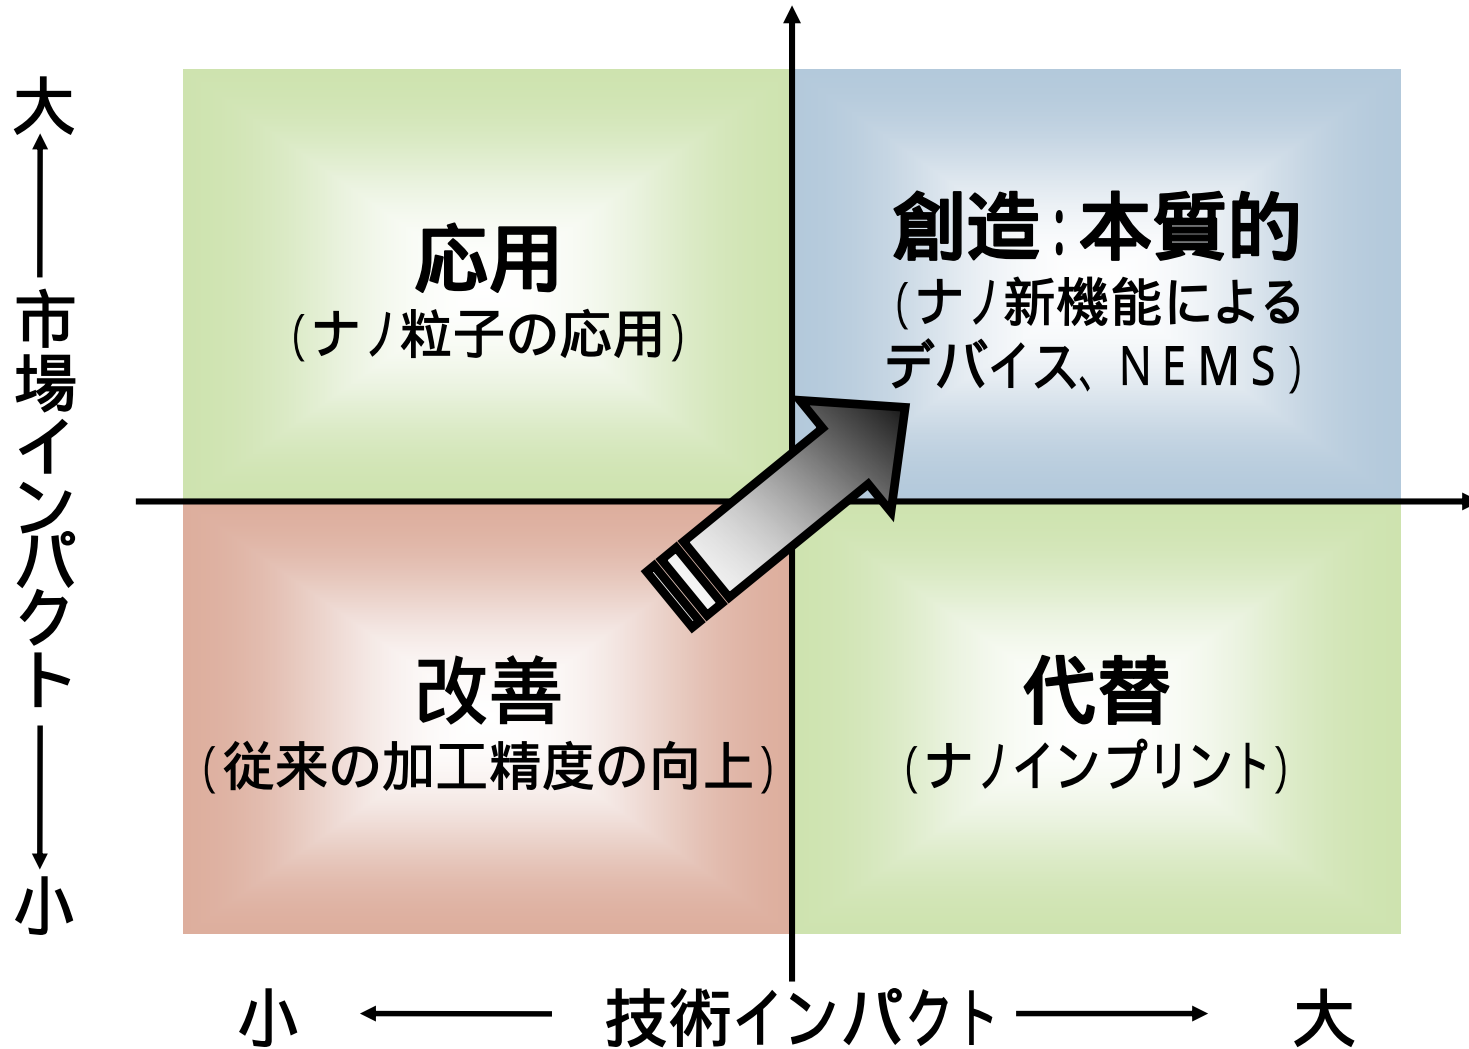 大
市場インパクト
小
応用
(ナノ粒子の応用)
創造:本質的
(ナノ新機能による
デバイス、NEMS)
改善
(従来の加工精度の向上)
代替
(ナノインプリント)
小
技術インパクト
大